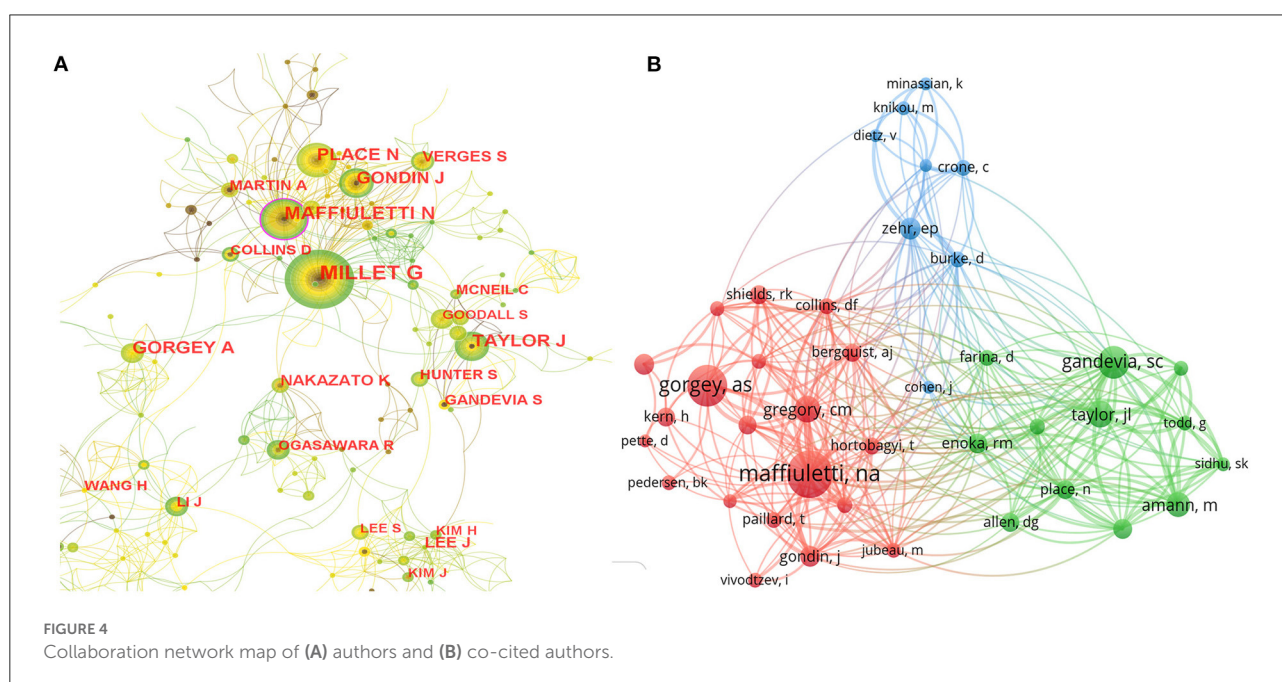 A
PLACE N
VERGES S
GONDIN J
MARTIN A
MAFFIULETTI N
COLLINS D
MILLET G
MCNEIL C
GOODALL S
TAYLOR J
GORGEY A
HUNTER S
NAKAZATO K
GANDEVIA S
OGASAWARA R
WANG H
LI J
LEE S
KIM H
LEE J
KIM J
B
minassian, k
knikou, m
dietz, v
crone, c
zehr, ep
burke, d
shields, rk
collins, df
bergquist, aj
farina, d
gandevia, sc
gorgey, as
cohen, j
kern, h
gregory, cm
taylor, jl
todd, g
pette, d
hortobagyi, t
enoka, rm
sidhu, sk
pedersen, bk
maffiuletti, na
place, n
amann, m
paillard, t
allen, dg
gondin, j
jubeau, m
vivodtzev, i
FIGURE 4
Collaboration network map of (A) authors and (B) co-cited authors.